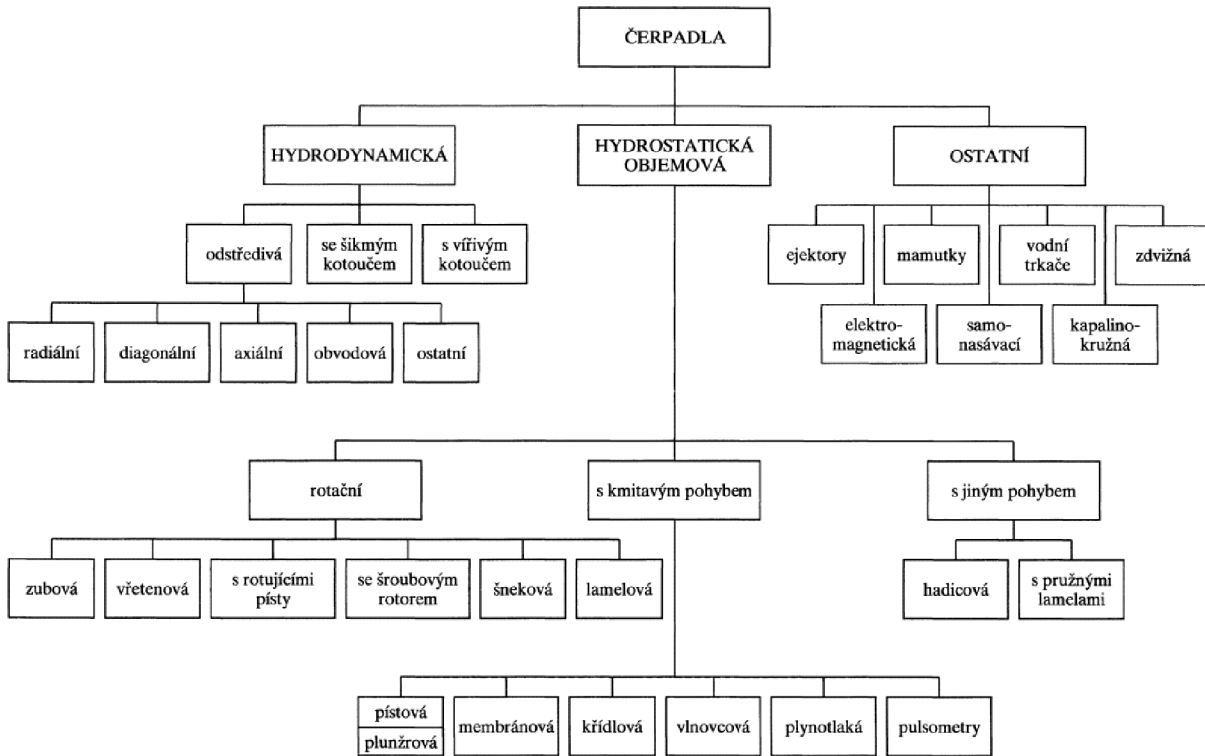 ČERPADLA
HYDRODYNAMICKÁ
HYDROSTATICKÁ
OBJEMOVÁ
OSTATNÍ
odstředivá
se šikmým
kotoučem
s vířivým
kotoučem
ejektory
mamutky
vodní
trkače
zdvižná
elektro-
magnetická
samo-
nasávací
kapalino-
kružná
radiální
diagonální
axiální
obvodová
ostatní
rotační
s kmitavým pohybem
s jiným pohybem
zubová
vřetenová
s rotujícími
písty
se šroubovým
rotorem
šneková
lamelová
hadicová
s pružnými
lamelami
pístová
plunžrová
membránová
křídlová
vlnovcová
plynotlaká
pulsometry